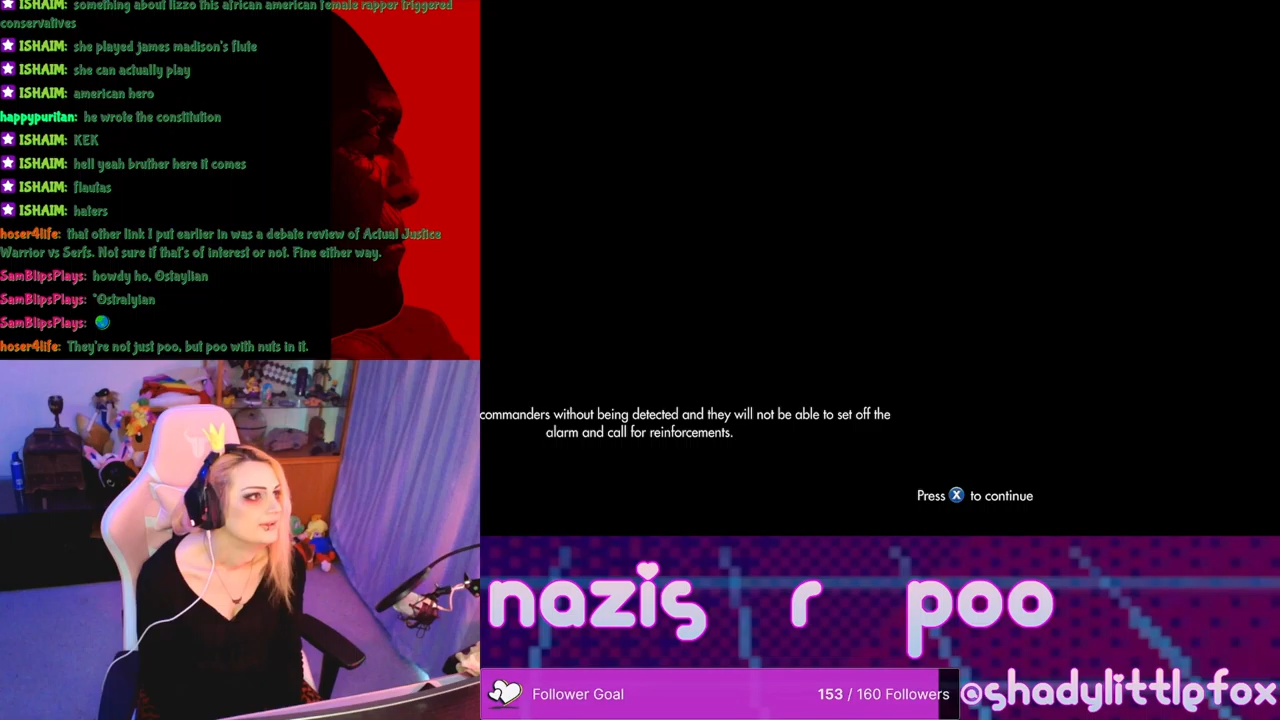 ISHAIM: something about lizzo this african american female rapper triggered
conservatives
ISHAIM: she played james madison's flute
ISHAIM: she can actually play
ISHAIM: american hero
happypuritan: he wrote the constitution
ISHAIM: KEK
ISHAIM: hell yeah bruther here it comes
ISHAIM: flautas
ISHAIM: haters
hoser4life: that other link I put earlier in was a debate review of Actual Justice
Warrior vs Serfs. Not sure if that's of interest or not. Fine either way.
SamBlipsPlays: howdy ho, Ostaylian
SamBlipsPlays: *Ostralyian
SamBlipsPlays:
hoser4life: They're not just poo, but poo with nuts in it.
commanders without being detected and they will not be able to set off the
alarm and call for reinforcements.
Press X to continue
nazis r poo
Follower Goal 153 / 160 Followers
@shadylittlefox